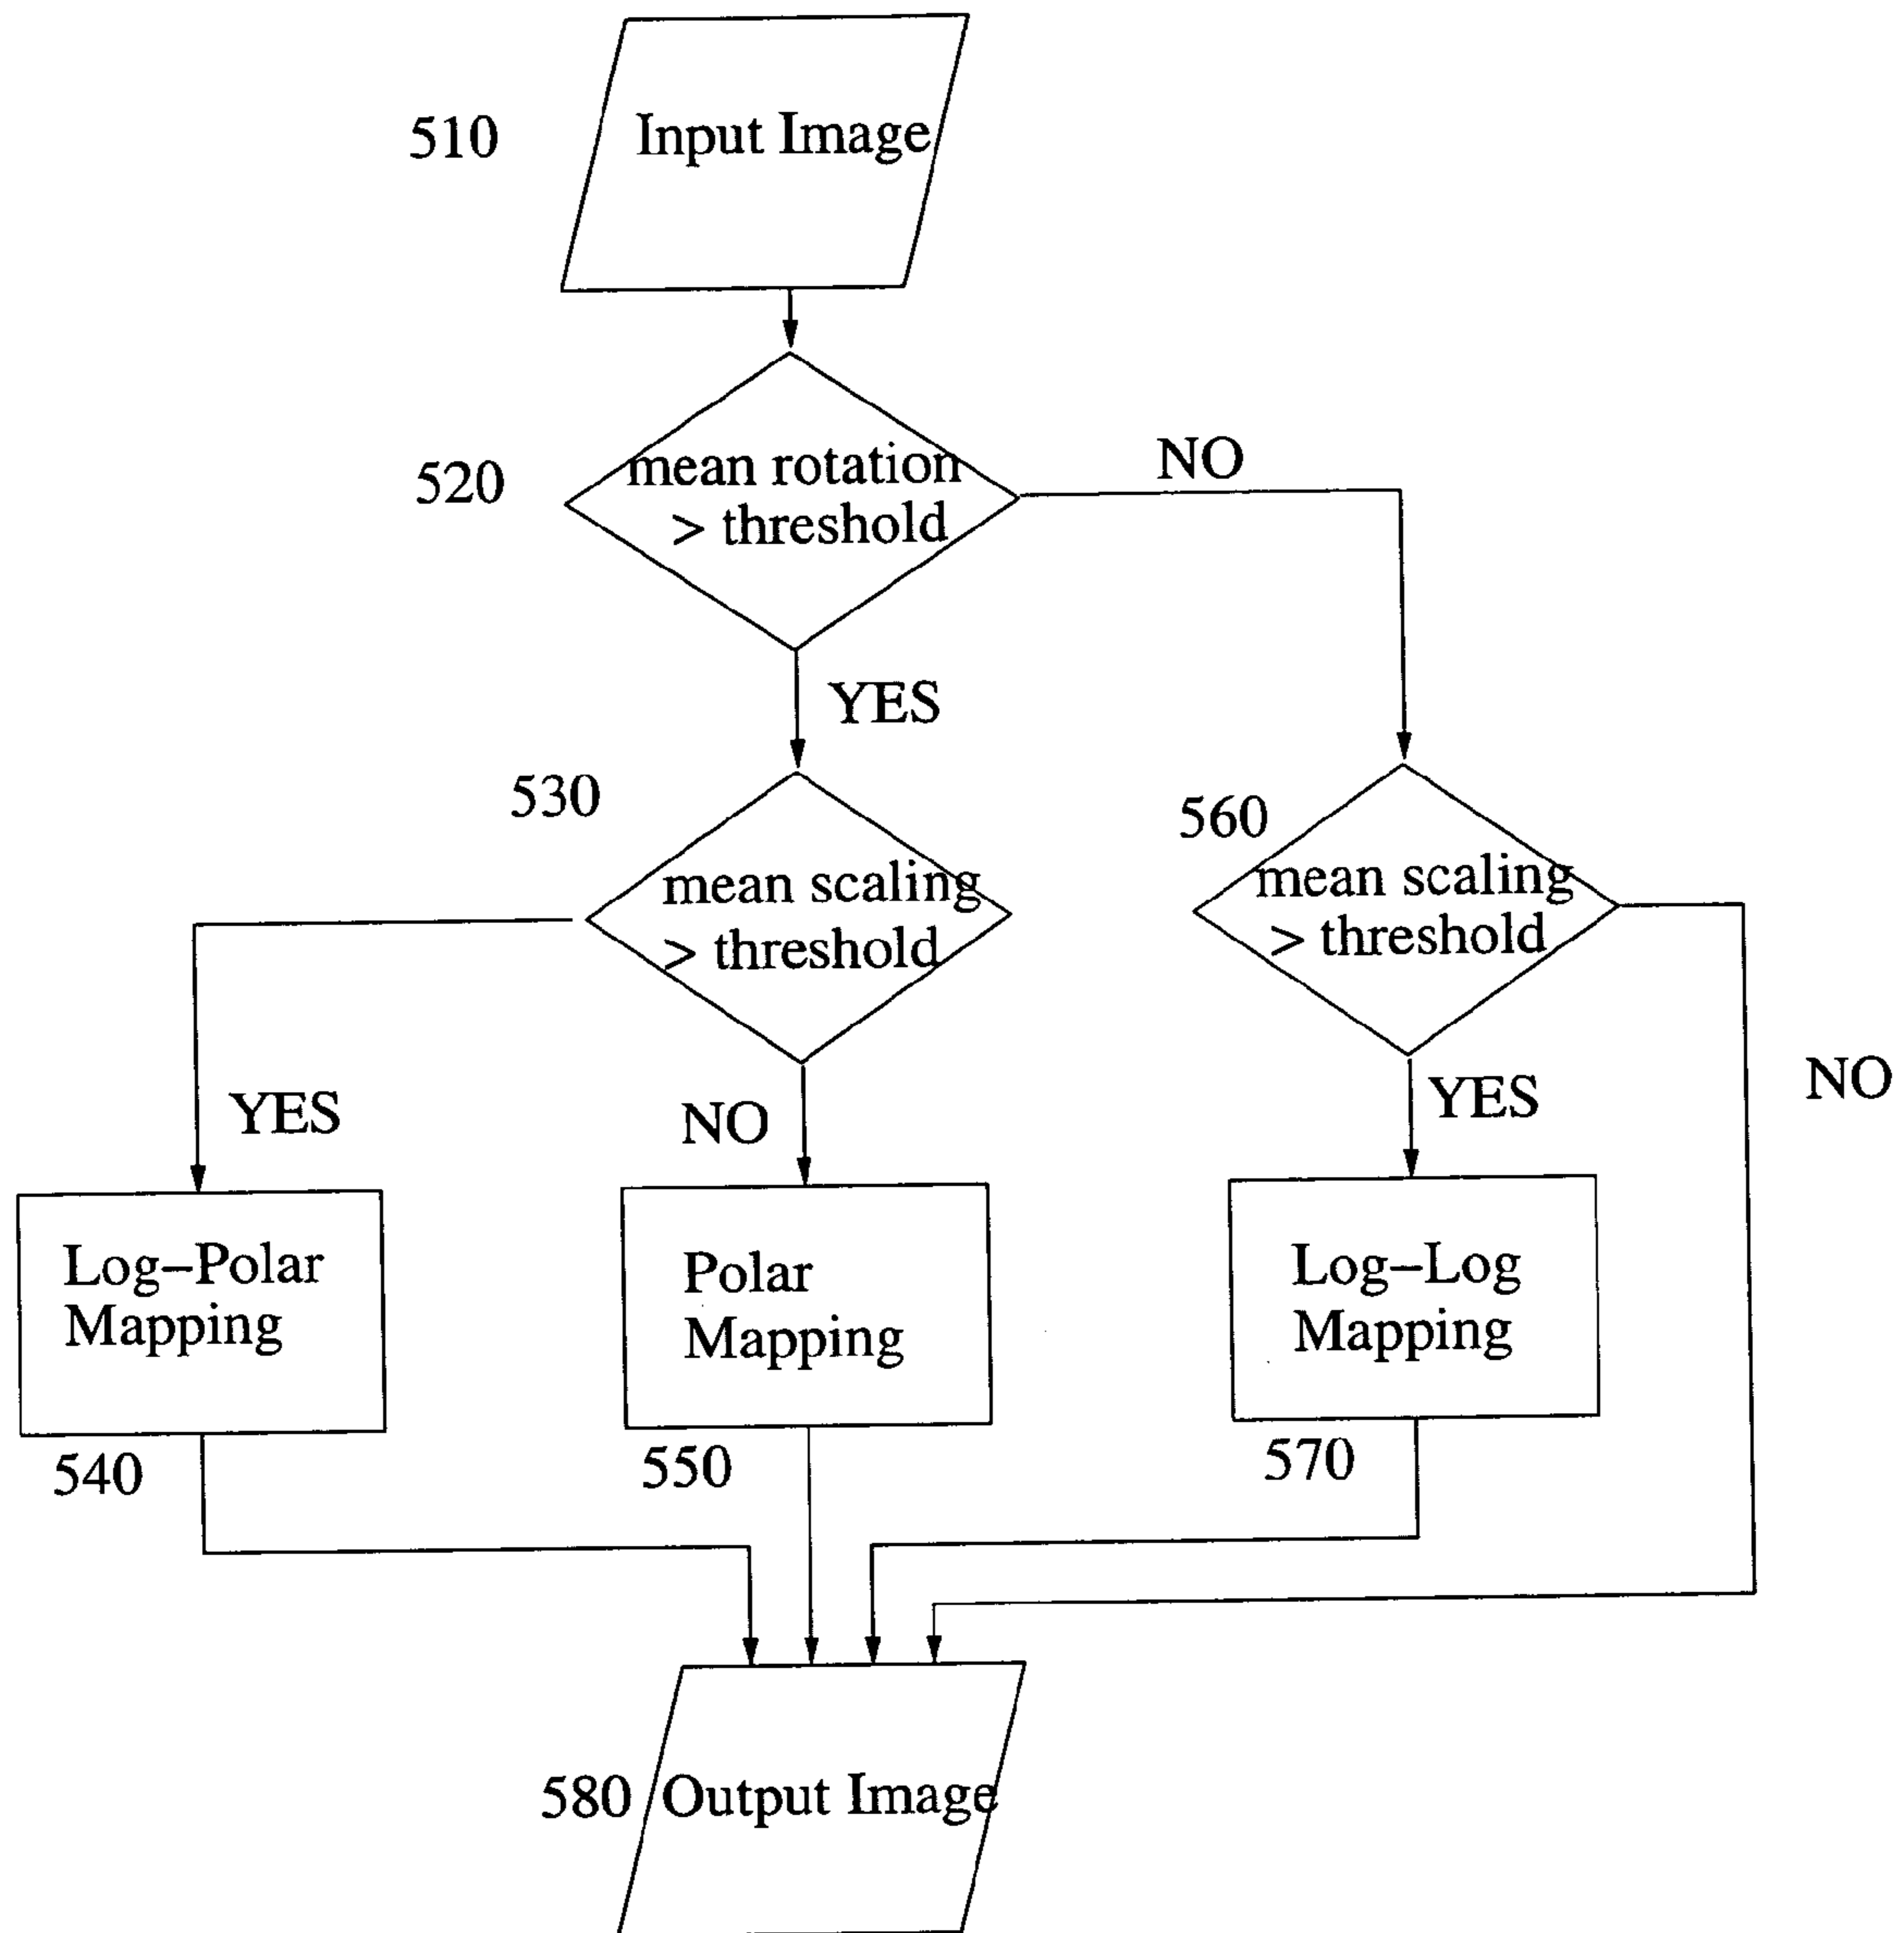 510
Input Image
520
mean rotation
> threshold
NO
YES
530
mean scaling
> threshold
560
mean scaling
> threshold
YES
NO
YES
NO
Log–Polar
Mapping
540
Polar
Mapping
550
Log–Log
Mapping
570
580
Output Image